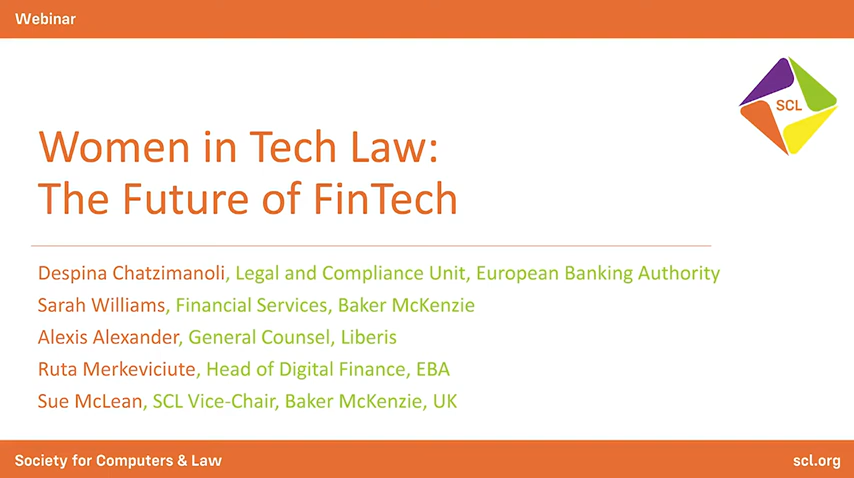 Webinar
SCL
Women in Tech Law:
The Future of FinTech
Despina Chatzimanoli, Legal and Compliance Unit, European Banking Authority
Sarah Williams, Financial Services, Baker McKenzie
Alexis Alexander, General Counsel, Liberis
Ruta Merkeviciute, Head of Digital Finance, EBA
Sue McLean, SCL Vice-Chair, Baker McKenzie, UK
Society for Computers & Law
scl.org